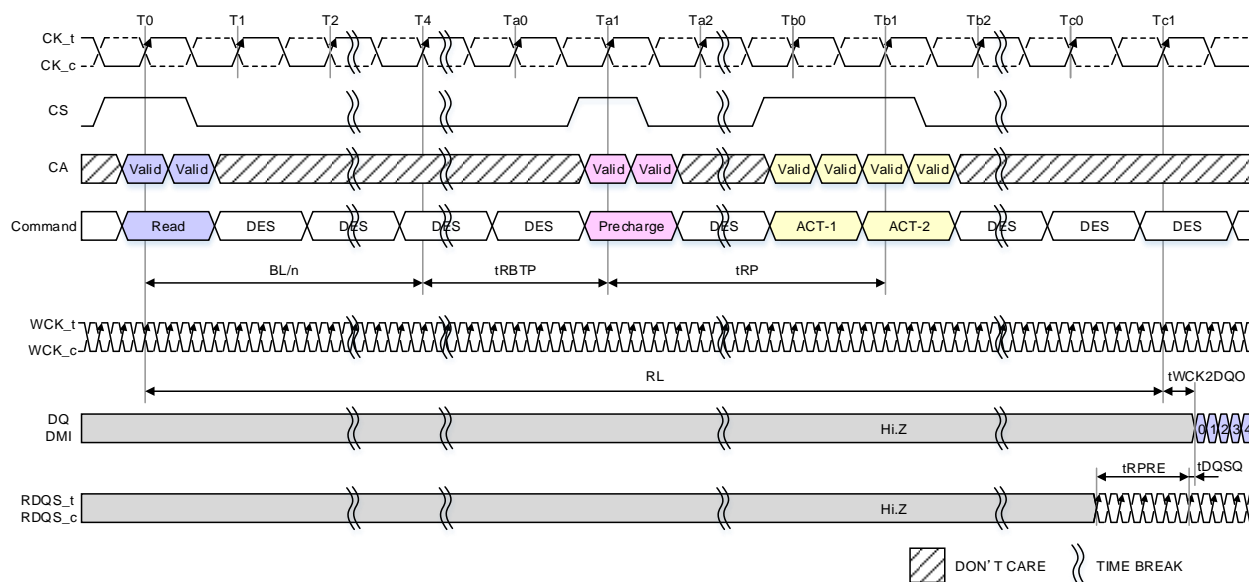 T0 T1 T2 T4 Ta0 Ta1 Ta2 Tb0 Tb1 Tb2 Tc0 Tc1
CK_t
CK_c
CS
CA Valid Valid Valid Valid Valid Valid Valid Valid
Command Read DES DES DES DES Precharge DES ACT-1 ACT-2 DES DES DES
BL/n tRBTP tRP
WCK_t
WCK_c
RL tWCK2DQO
DQ
DMI
Hi.Z 0 1 2 3 4
tRPRE tDQSQ
RDQS_t
RDQS_c
Hi.Z
DON'T CARE TIME BREAK